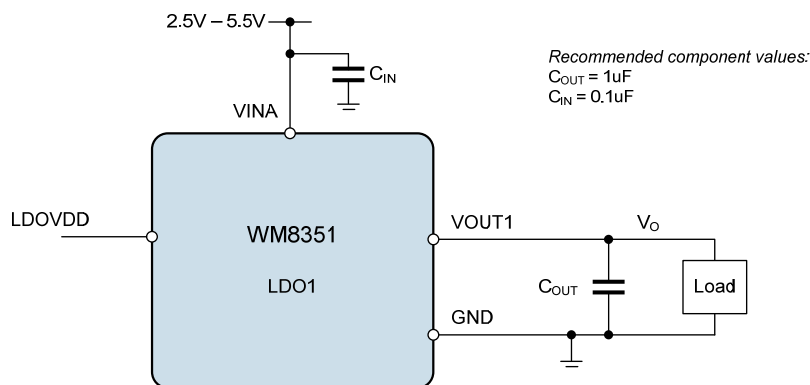 2.5V – 5.5V
Recommended component values:
COUT = 1uF
CIN = 0.1uF
CIN
VINA
LDOVDD
WM8351
LDO1
VOUT1
VO
COUT
Load
GND